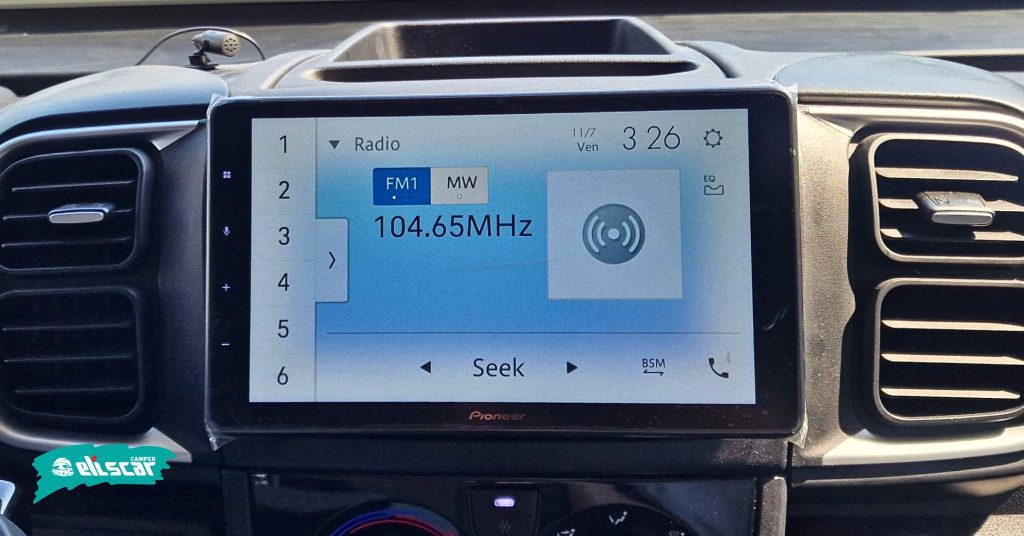 1
2
3
4
5
6
Radio
11/7
Ven
3 26
EQ
FM1
MW
104.65MHz
Seek
BSM
Pioneer
elliscar
CAMPER